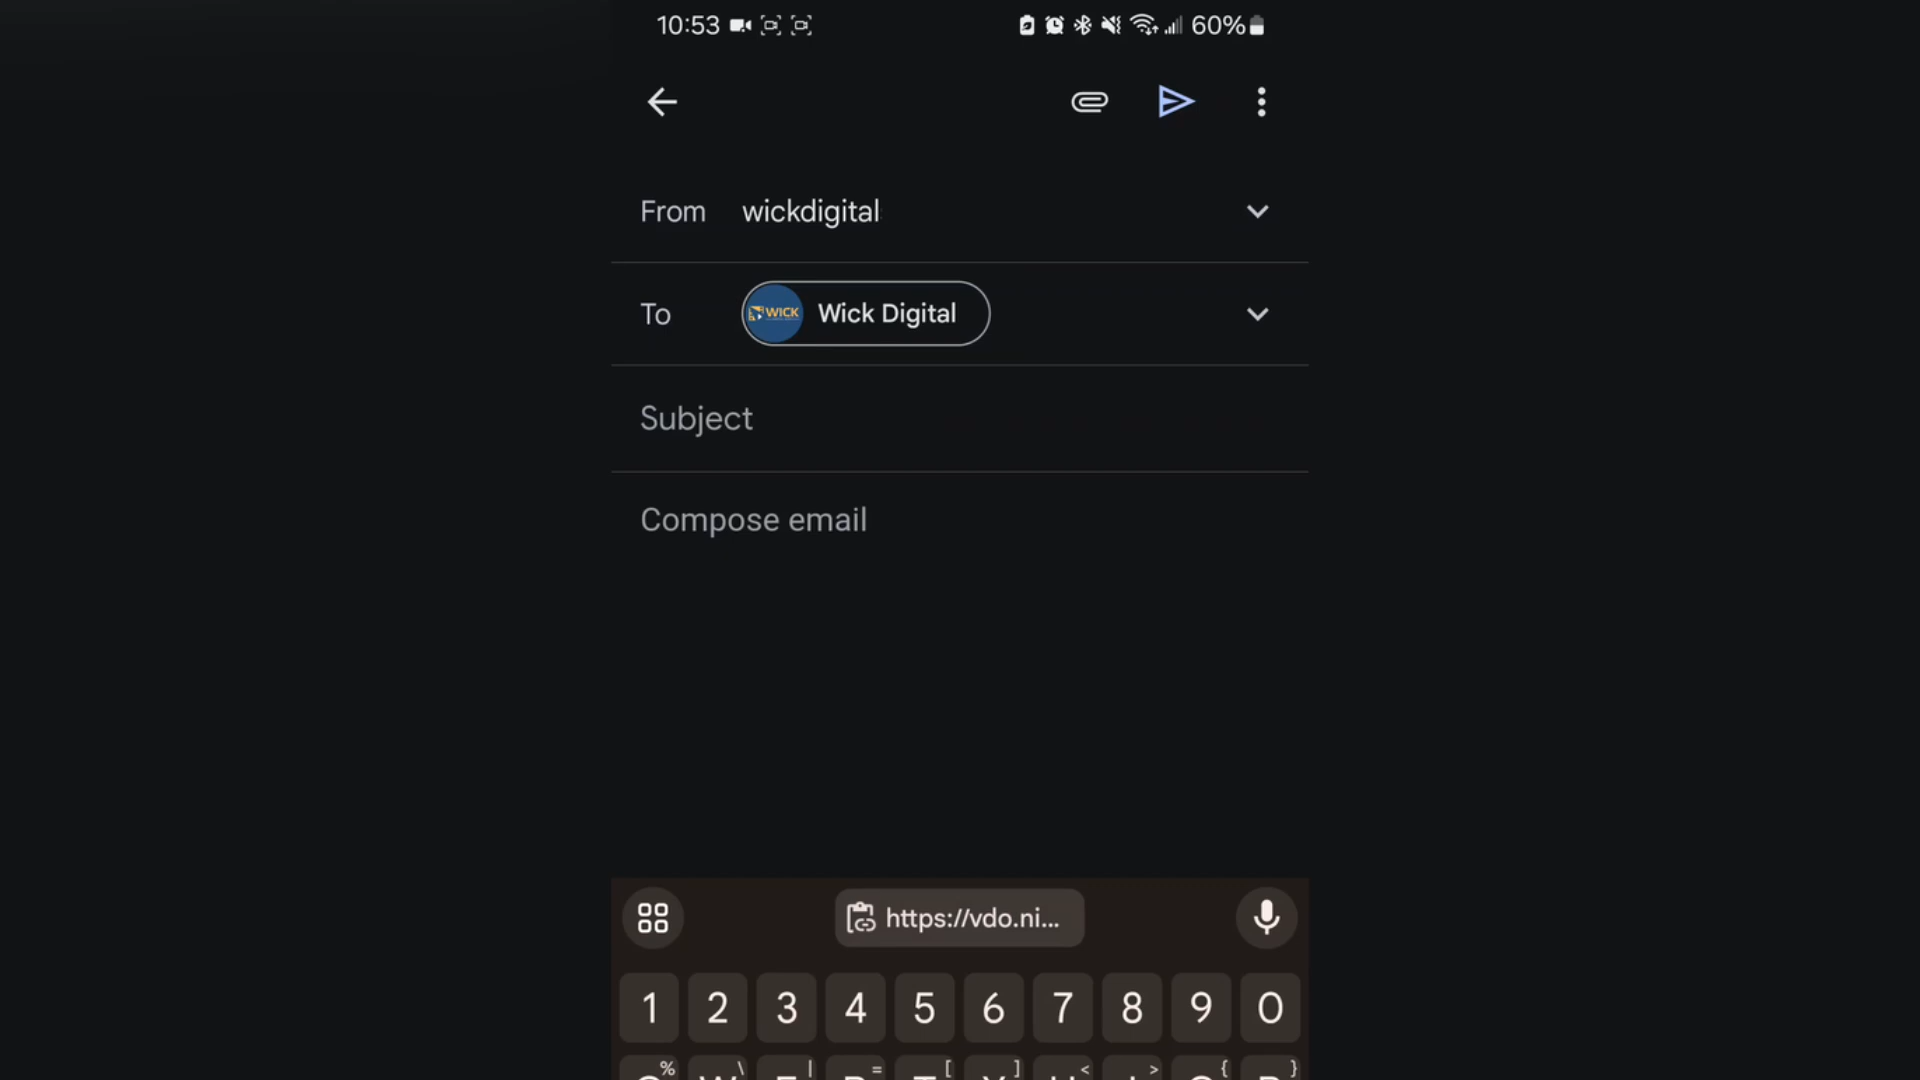 10:53 60%
From wickdigital
To WICK Wick Digital
Subject
Compose email
https://vdo.ni...
1 2 3 4 5 6 7 8 9 0
% \ | = [ ] < > { }